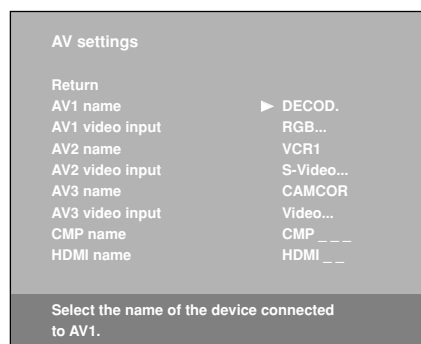 AV settings
Return
AV1 name ▶ DECOD.
AV1 video input RGB...
AV2 name VCR1
AV2 video input S-Video...
AV3 name CAMCOR
AV3 video input Video...
CMP name CMP _ _ _
HDMI name HDMI _ _
Select the name of the device connected
to AV1.